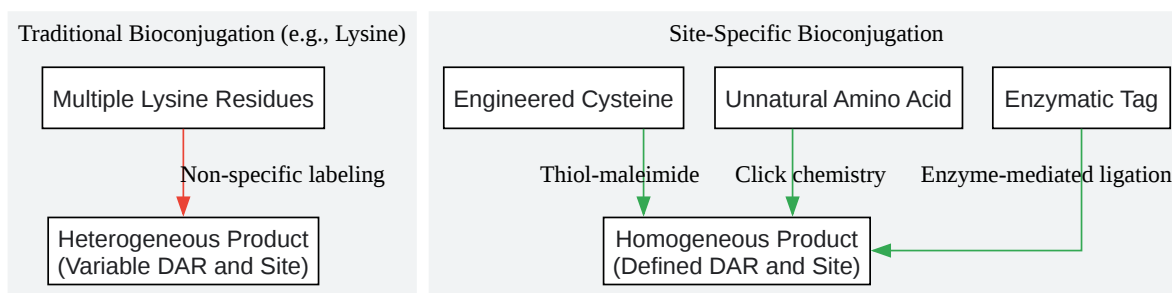 Traditional Bioconjugation (e.g., Lysine)
Multiple Lysine Residues
Non-specific labeling
Heterogeneous Product
(Variable DAR and Site)
Site-Specific Bioconjugation
Engineered Cysteine
Unnatural Amino Acid
Enzymatic Tag
Thiol-maleimide
Click chemistry
Enzyme-mediated ligation
Homogeneous Product
(Defined DAR and Site)